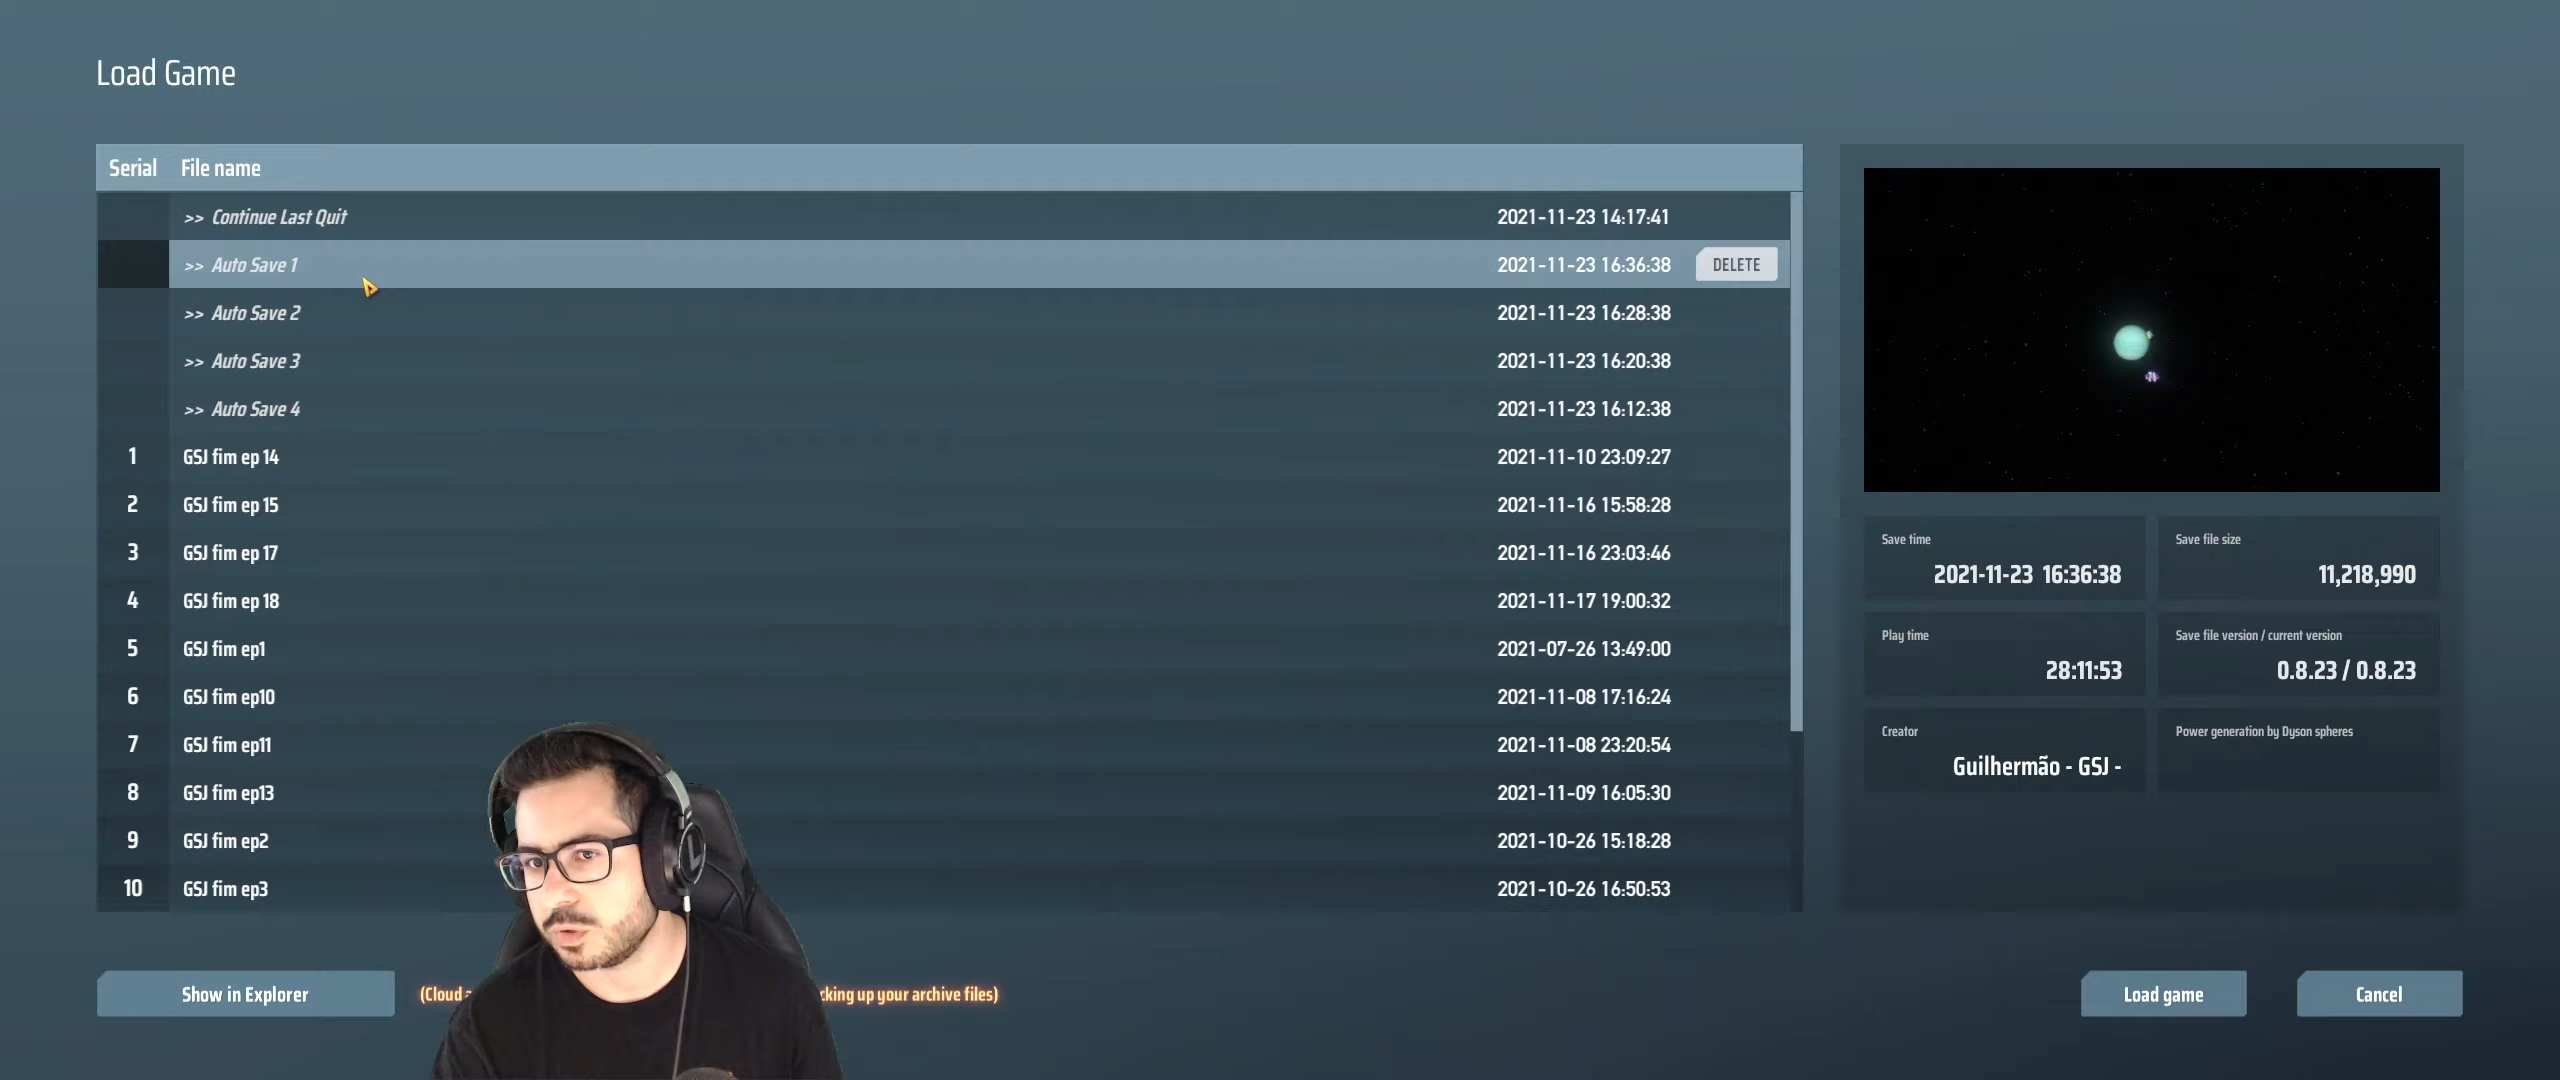 Load Game
Serial File name
>> Continue Last Quit 2021-11-23 14:17:41
>> Auto Save 1 2021-11-23 16:36:38 DELETE
>> Auto Save 2 2021-11-23 16:28:38
>> Auto Save 3 2021-11-23 16:20:38
>> Auto Save 4 2021-11-23 16:12:38
1 GSJ fim ep 14 2021-11-10 23:09:27
2 GSJ fim ep 15 2021-11-16 15:58:28
3 GSJ fim ep 17 2021-11-16 23:03:46
4 GSJ fim ep 18 2021-11-17 19:00:32
5 GSJ fim ep1 2021-07-26 13:49:00
6 GSJ fim ep10 2021-11-08 17:16:24
7 GSJ fim ep11 2021-11-08 23:20:54
8 GSJ fim ep13 2021-11-09 16:05:30
9 GSJ fim ep2 2021-10-26 15:18:28
10 GSJ fim ep3 2021-10-26 16:50:53
Save time Save file size
2021-11-23 16:36:38 11,218,990
Play time Save file version / current version
28:11:53 0.8.23 / 0.8.23
Creator Power generation by Dyson spheres
Guilhermão - GSJ -
Show in Explorer (Cloud up your archive files) Load game Cancel